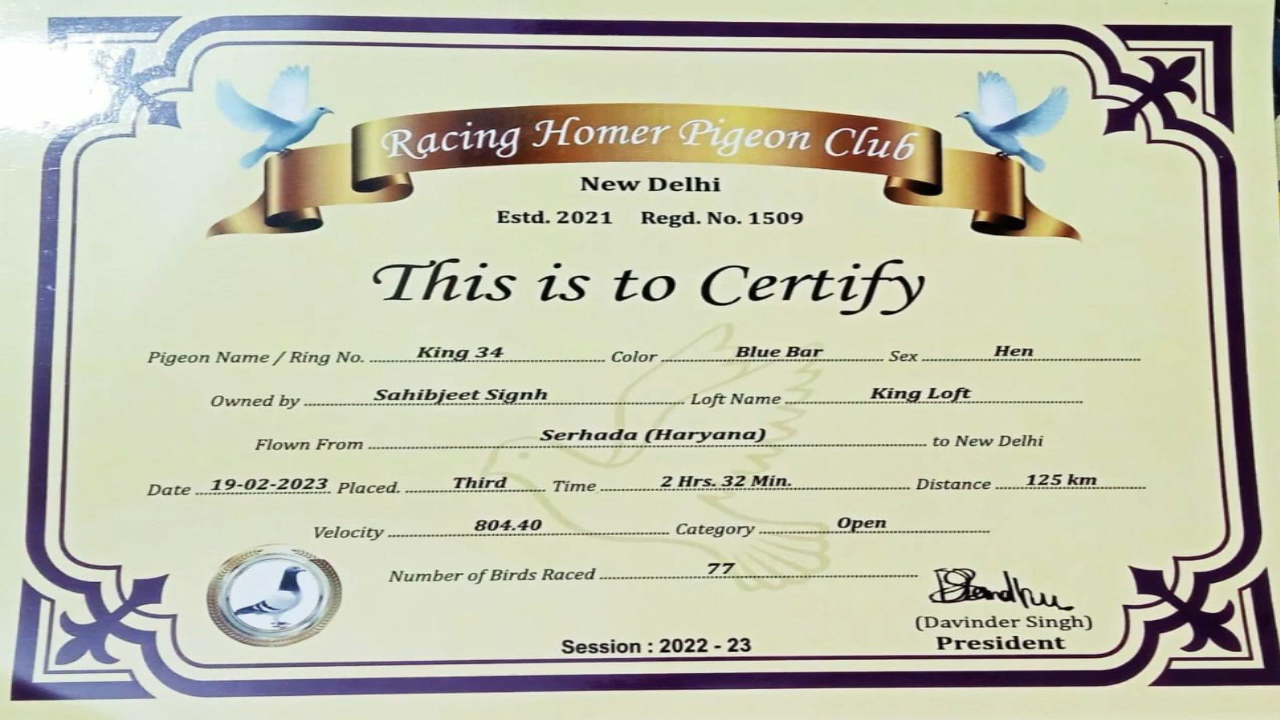 Racing Homer Pigeon Club
New Delhi
Estd. 2021 Regd. No. 1509
This is to Certify
Pigeon Name / Ring No. King 34 Color Blue Bar Sex Hen
Owned by Sahibjeet Signh Loft Name King Loft
Flown From Serhada (Haryana) to New Delhi
Date 19-02-2023 Placed. Third Time 2 Hrs. 32 Min. Distance 125 km
Velocity 804.40 Category Open
Number of Birds Raced 77
(Davinder Singh)
President
Session : 2022 - 23